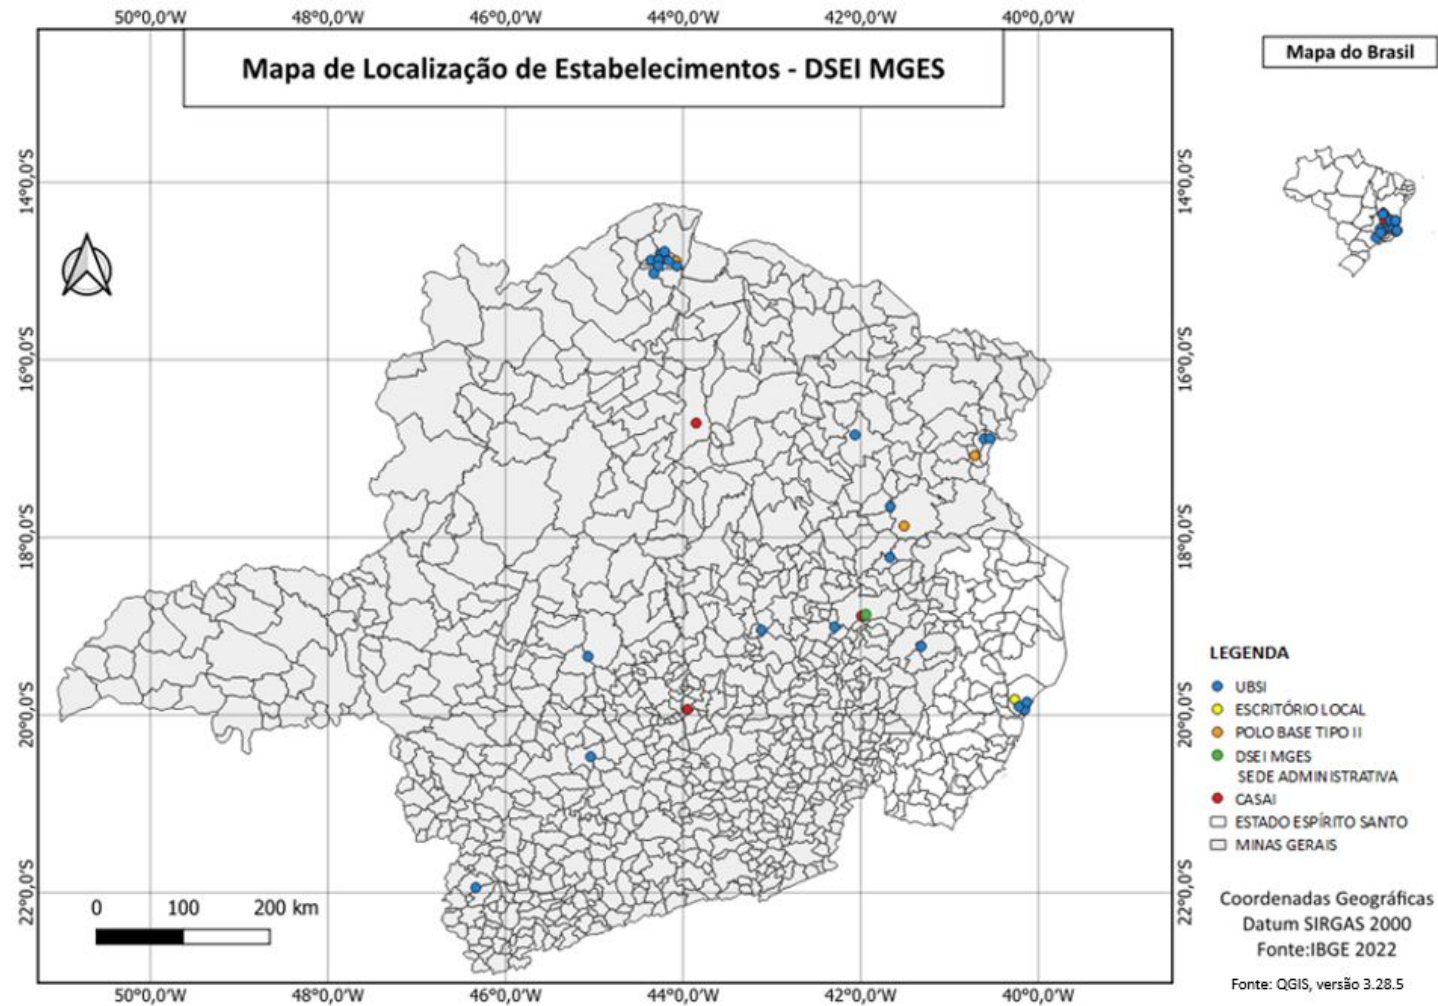 50°0,0'W 48°0,0'W 46°0,0'W 44°0,0'W 42°0,0'W 40°0,0'W
Mapa de Localização de Estabelecimentos - DSEI MGES
Mapa do Brasil
14°0,0'S 14°0,0'S
16°0,0'S 16°0,0'S
18°0,0'S 18°0,0'S
20°0,0'S 20°0,0'S
22°0,0'S 22°0,0'S
LEGENDA
UBSI
ESCRITÓRIO LOCAL
POLO BASE TIPO II
DSEI MGES
SEDE ADMINISTRATIVA
CASAI
ESTADO ESPÍRITO SANTO
MINAS GERAIS
0 100 200 km
Coordenadas Geográficas
Datum SIRGAS 2000
Fonte:IBGE 2022
Fonte: QGIS, versão 3.28.5
50°0,0'W 48°0,0'W 46°0,0'W 44°0,0'W 42°0,0'W 40°0,0'W